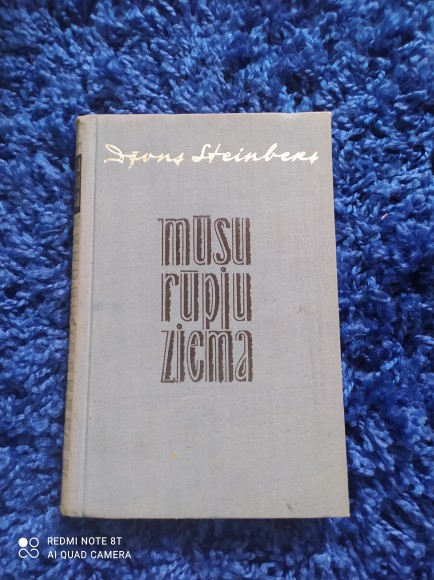 Džons Steinbeks
mūsu
rūpju
ziema
REDMI NOTE 8T
AI QUAD CAMERA